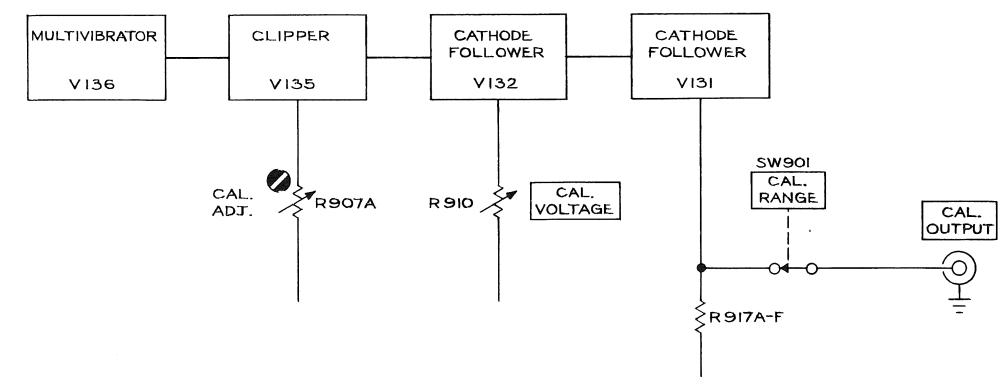 MULTIVIBRATOR
V136
CLIPPER
V135
CATHODE
FOLLOWER
V132
CATHODE
FOLLOWER
V131
CAL.
ADJ.
R907A
R910
CAL.
VOLTAGE
SW901
CAL.
RANGE
CAL.
OUTPUT
R917A-F